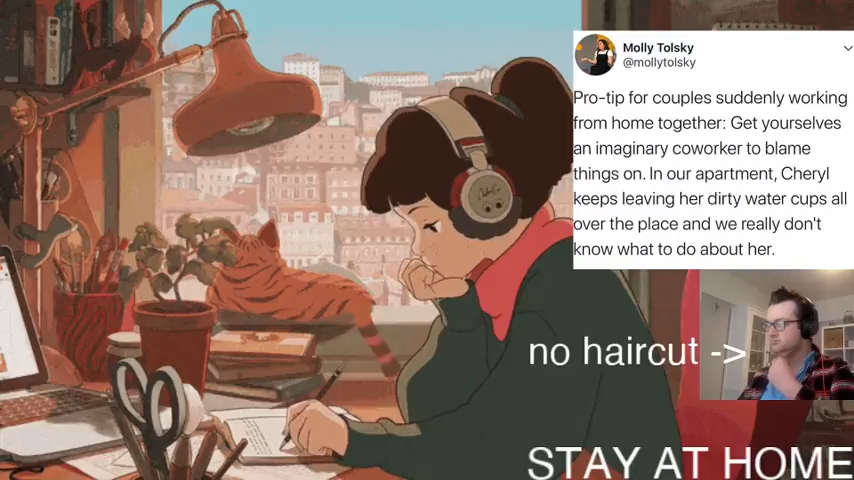 Molly Tolsky
@mollytolsky
Pro-tip for couples suddenly working
from home together: Get yourselves
an imaginary coworker to blame
things on. In our apartment, Cheryl
keeps leaving her dirty water cups all
over the place and we really don't
know what to do about her.
no haircut ->
STAY AT HOME